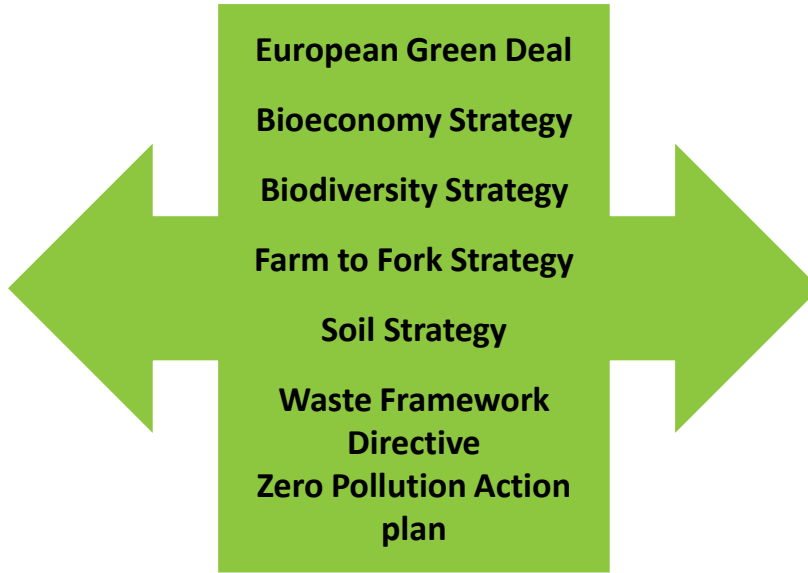 European Green Deal
Bioeconomy Strategy
Biodiversity Strategy
Farm to Fork Strategy
Soil Strategy
Waste Framework
Directive
Zero Pollution Action
plan